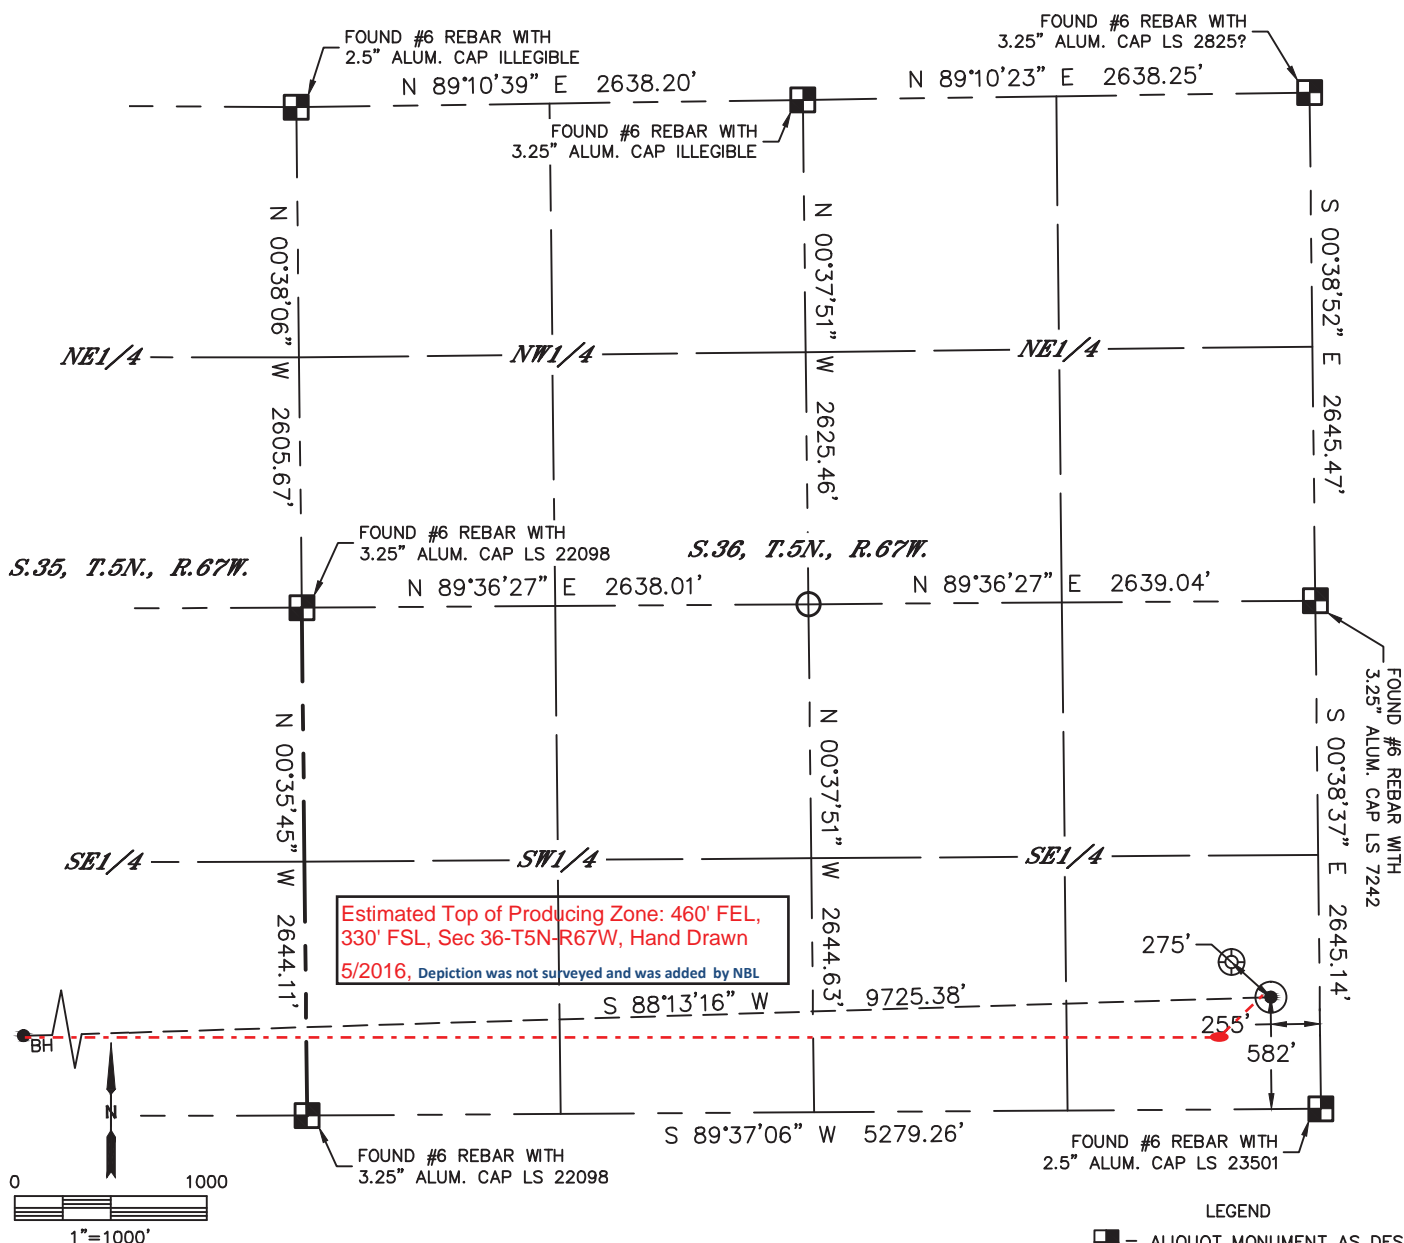 FOUND #6 REBAR WITH
2.5" ALUM. CAP ILLEGIBLE
FOUND #6 REBAR WITH
3.25" ALUM. CAP LS 2825?
N 89°10'39" E 2638.20'
N 89°10'23" E 2638.25'
FOUND #6 REBAR WITH
3.25" ALUM. CAP ILLEGIBLE
N 00°38'06" W 2605.67'
N 00°37'51" W 2625.46'
S 00°38'52" E 2645.47'
NE1/4
NW1/4
NE1/4
FOUND #6 REBAR WITH
3.25" ALUM. CAP LS 22098
S.35, T.5N., R.67W.
S.36, T.5N., R.67W.
N 89°36'27" E 2638.01'
N 89°36'27" E 2639.04'
FOUND #6 REBAR WITH
3.25" ALUM. CAP LS 7242
N 00°35'45" W 2644.11'
N 00°37'51" W 2644.63'
S 00°38'37" E 2645.14'
SE1/4
SW1/4
SE1/4
Estimated Top of Producing Zone: 460' FEL,
330' FSL, Sec 36-T5N-R67W, Hand Drawn
5/2016, Depiction was not surveyed and was added by NBL
275'
S 88°13'16" W 9725.38'
255'
BH
582'
N
S 89°37'06" W 5279.26'
FOUND #6 REBAR WITH
3.25" ALUM. CAP LS 22098
FOUND #6 REBAR WITH
2.5" ALUM. CAP LS 23501
0 1000
1"=1000'
LEGEND
= ALIQUOT MONUMENT AS DES